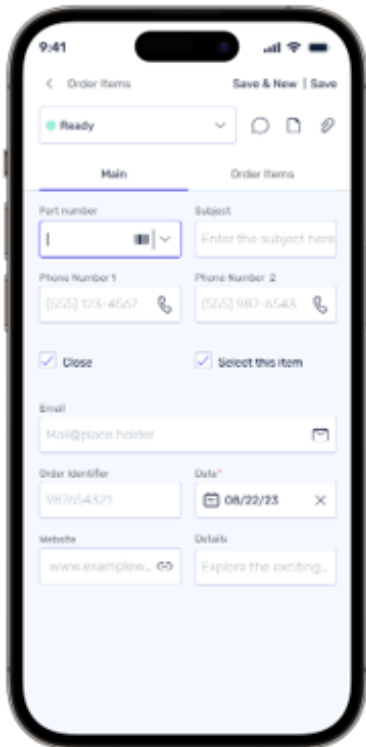 9:41
Order Items Save & New | Save
Ready
Main Order Items
Part number Subject
Enter the subject here
Phone Number 1 Phone Number 2
(555) 123-4567 (555) 987-6543
Close Select this item
Email
Mail@place.holder
Order Identifier Date*
987654321 08/22/23
Website Details
www.examplew... Explore the exciting...